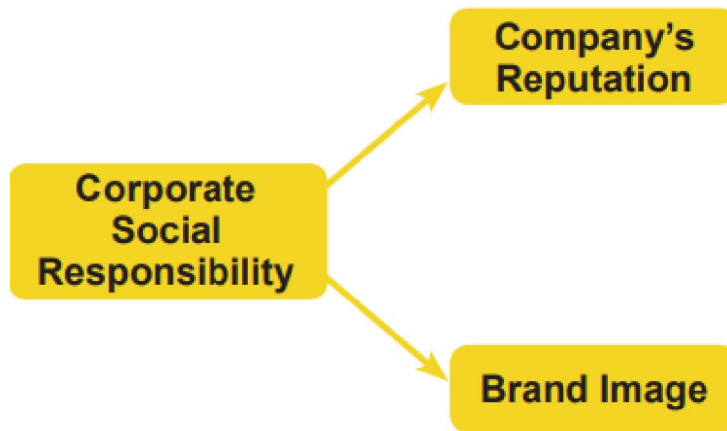 Company’s
Reputation
Corporate
Social
Responsibility
Brand Image